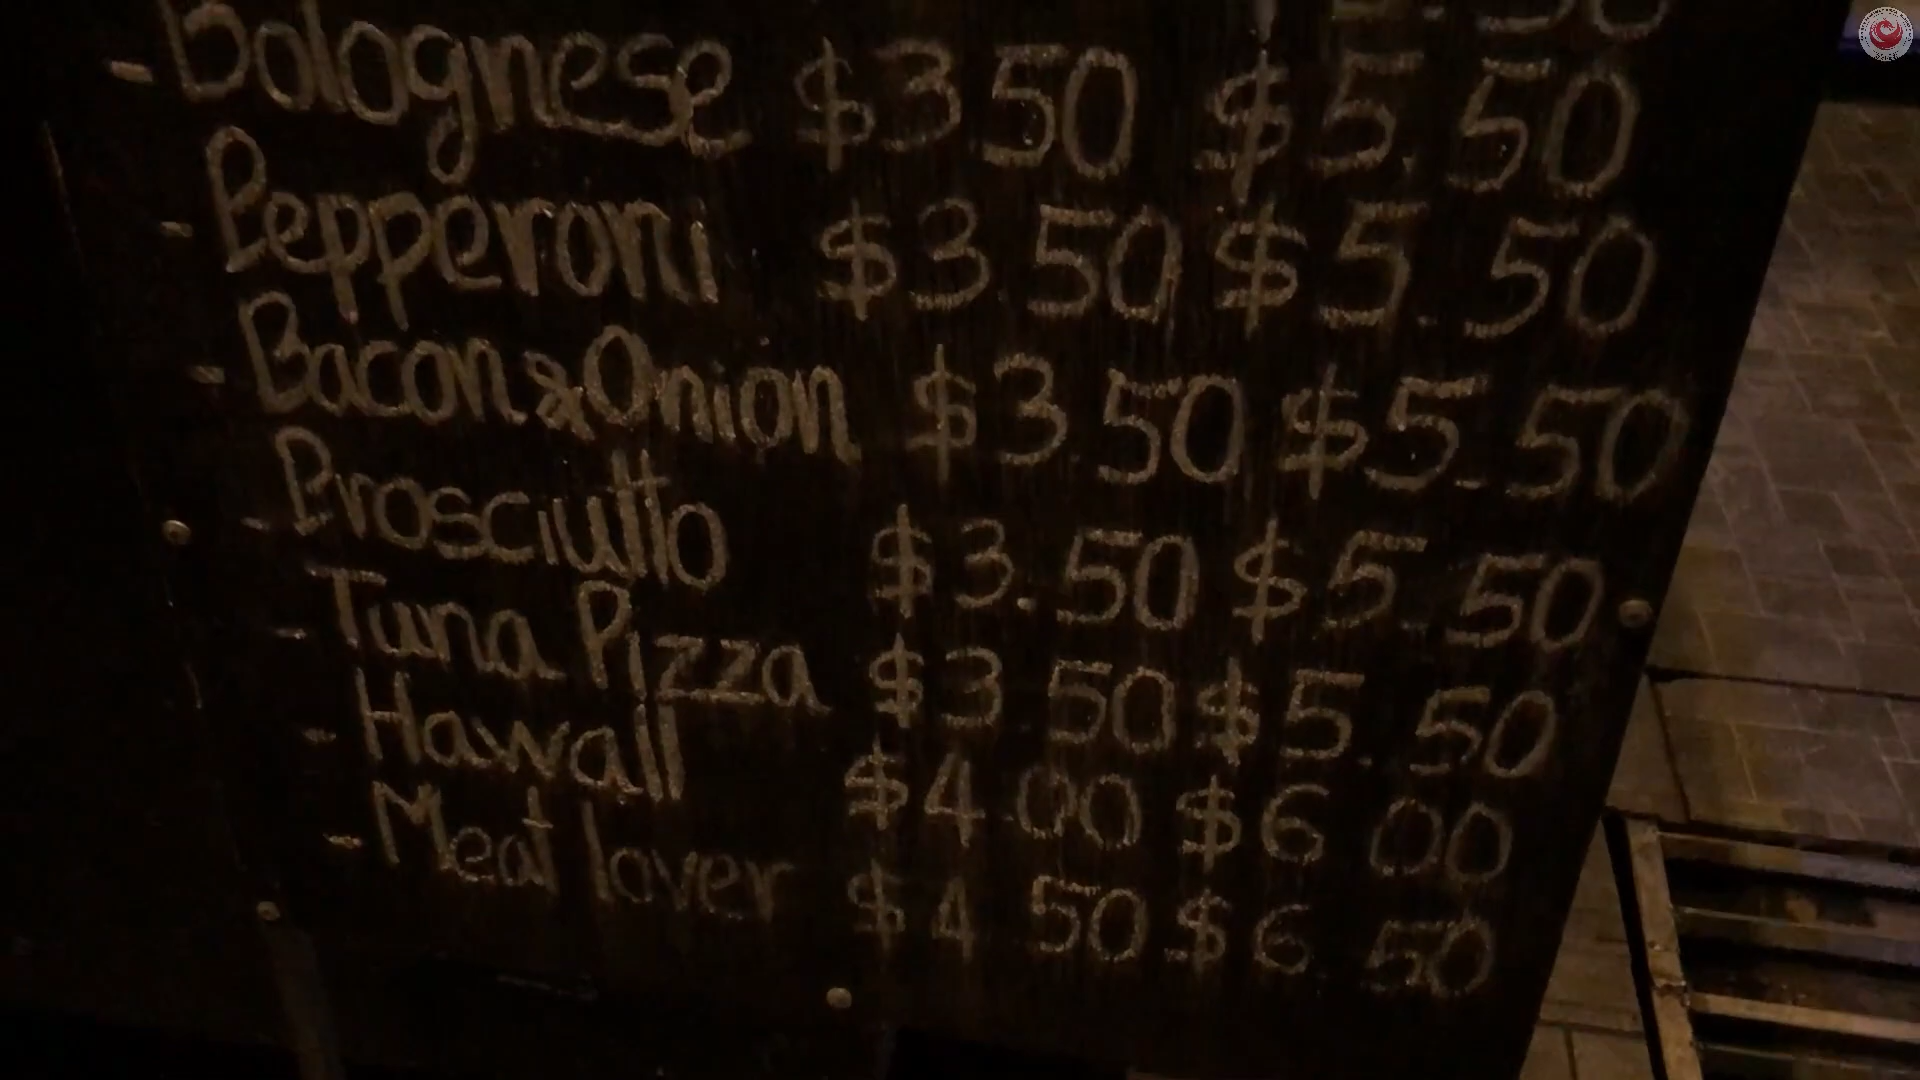 5.50
- Bolognese $3 50 $5.50
- Pepperoni $3 50 $5.50
- Bacon & Onion $3 50 $5.50
- Prosciutto $3.50 $5.50
- Tuna Pizza $3 50 $5.50
- Hawaii $4.00 $6 00
- Meat lover $4 50 $6 50